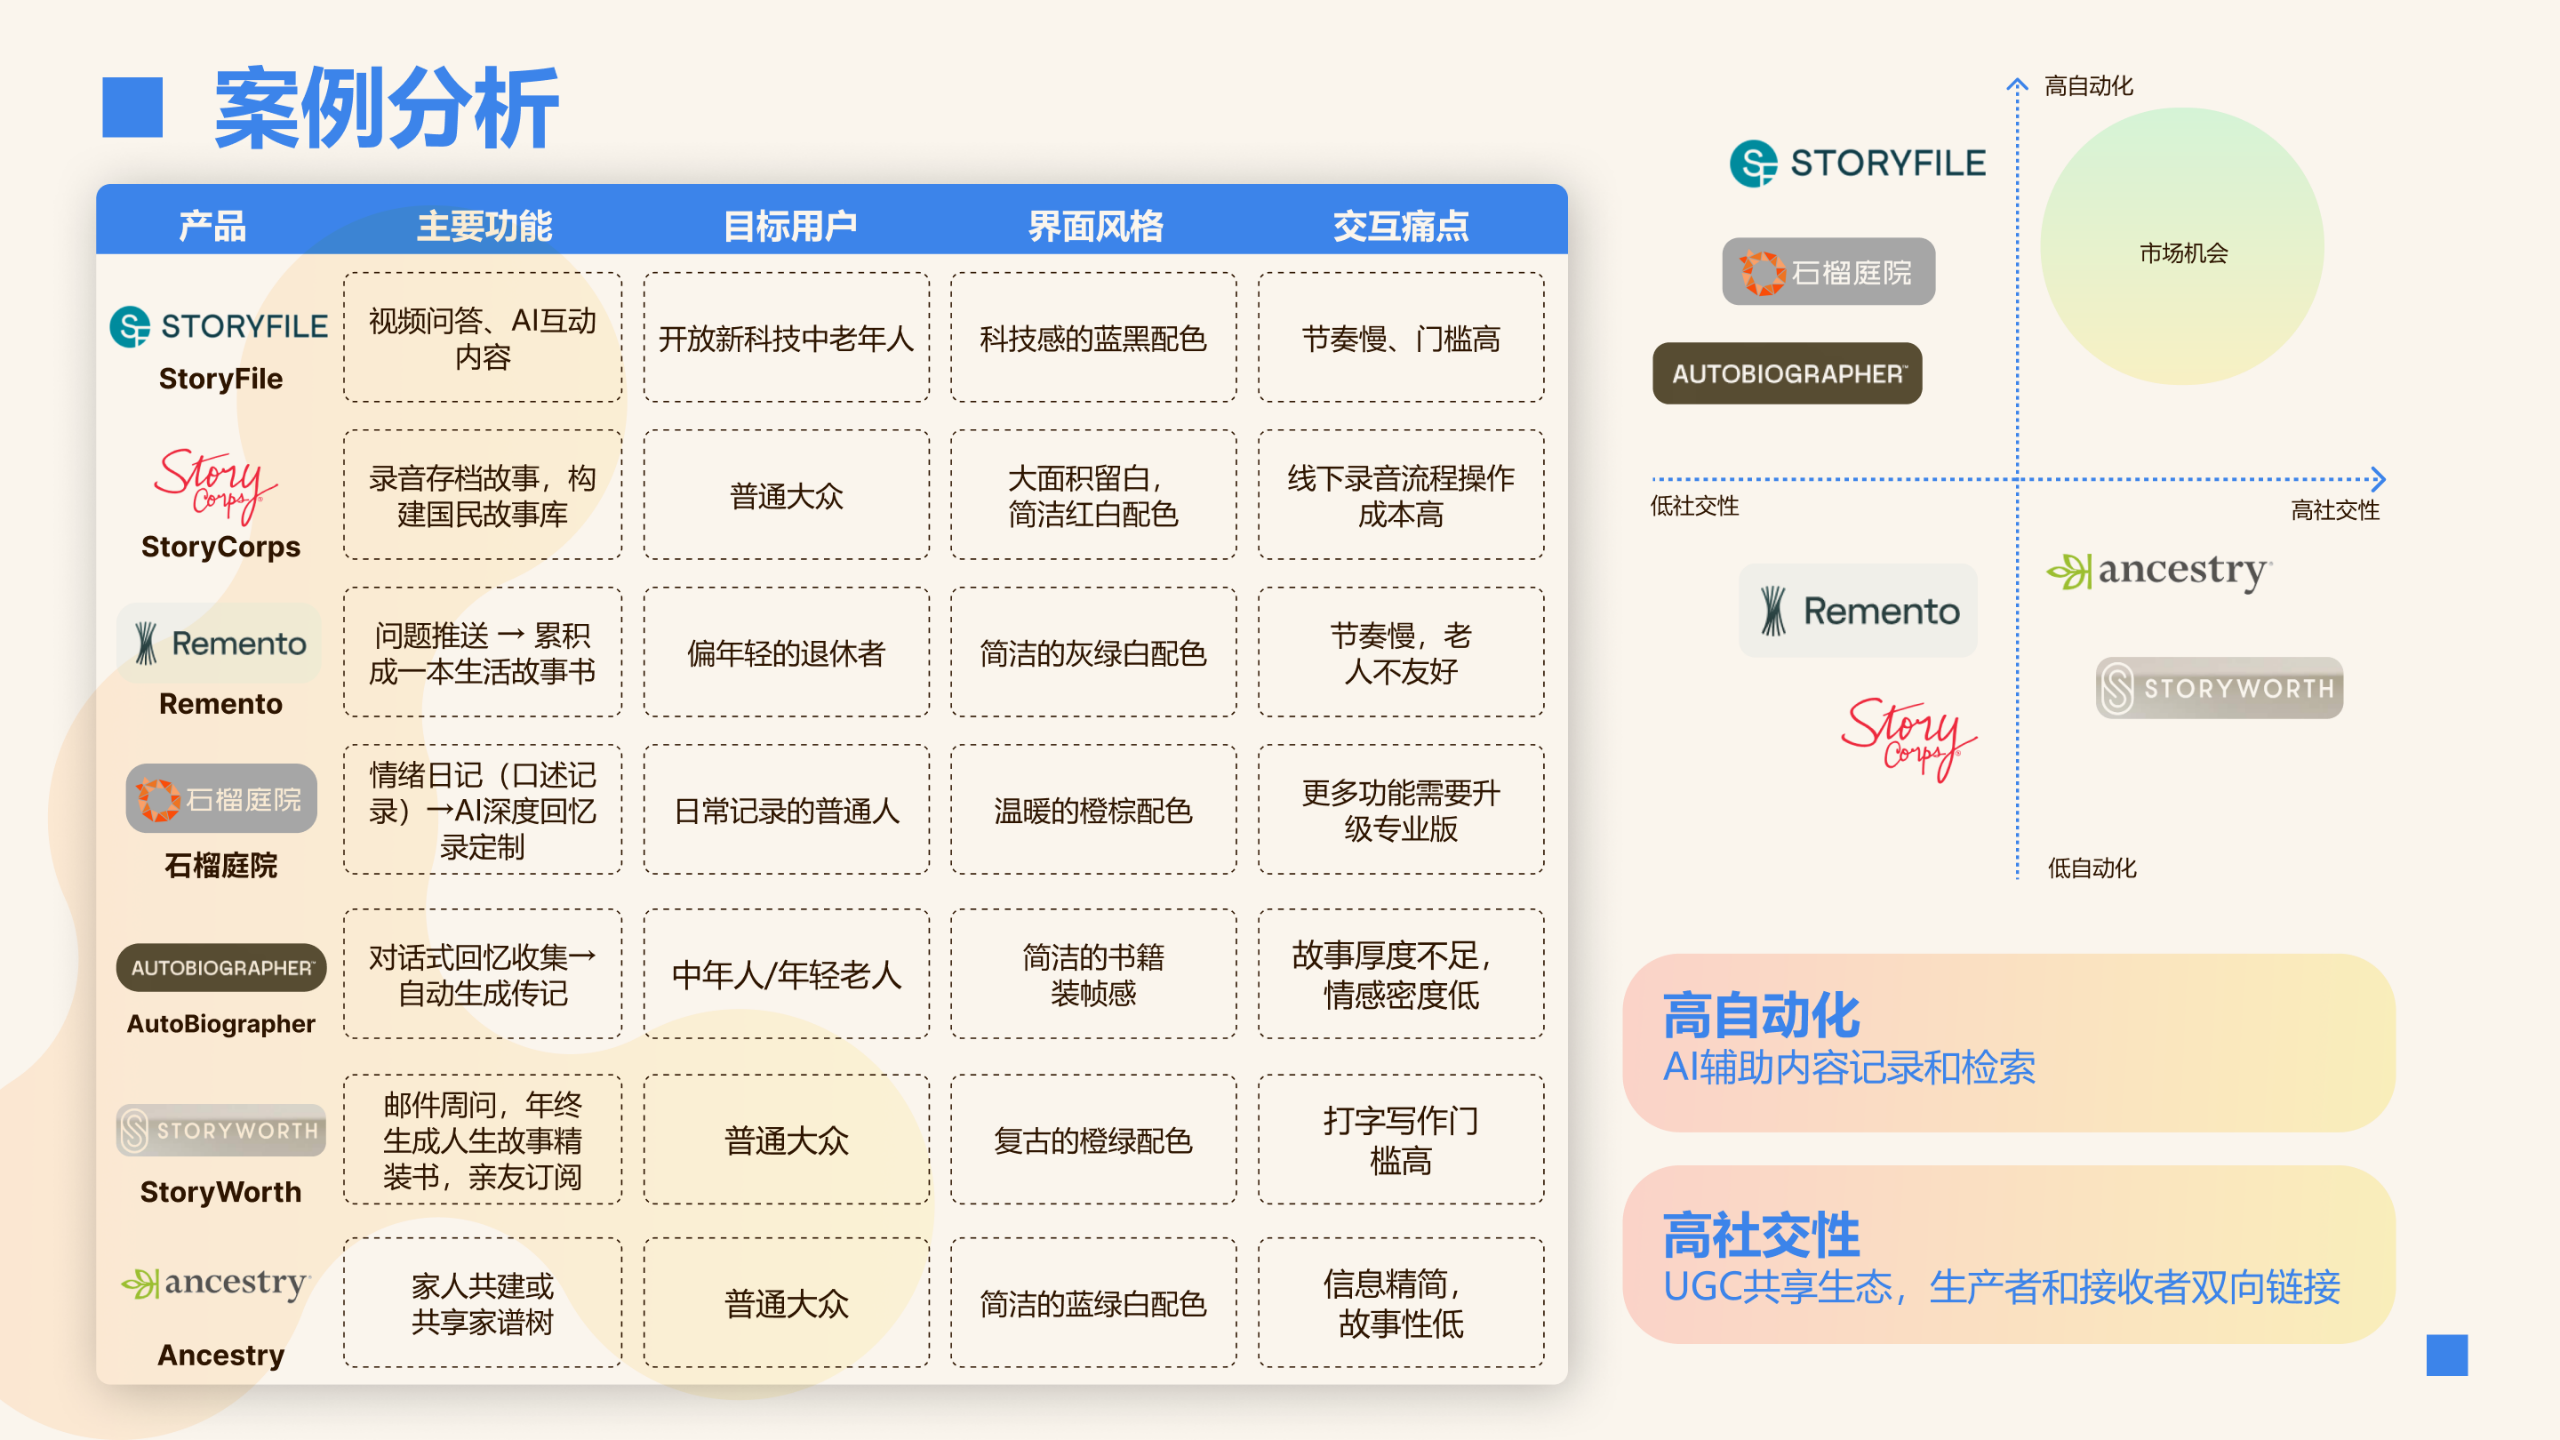 案例分析
产品 主要功能 目标用户 界面风格 交互痛点
STORYFILE
StoryFile
视频问答、AI互动
内容
开放新科技中老年人
科技感的蓝黑配色
节奏慢、门槛高
Story
Corps
StoryCorps
录音存档故事，构
建国民故事库
普通大众
大面积留白，
简洁红白配色
线下录音流程操作
成本高
Remento
Remento
问题推送 → 累积
成一本生活故事书
偏年轻的退休者
简洁的灰绿白配色
节奏慢，老
人不友好
石榴庭院
石榴庭院
情绪日记（口述记
录）→AI深度回忆
录定制
日常记录的普通人
温暖的橙棕配色
更多功能需要升
级专业版
AUTOBIOGRAPHER™
AutoBiographer
对话式回忆收集→
自动生成传记
中年人/年轻老人
简洁的书籍
装帧感
故事厚度不足，
情感密度低
STORYWORTH
StoryWorth
邮件周问，年终
生成人生故事精
装书，亲友订阅
普通大众
复古的橙绿配色
打字写作门
槛高
ancestry
Ancestry
家人共建或
共享家谱树
普通大众
简洁的蓝绿白配色
信息精简，
故事性低
高自动化
STORYFILE
石榴庭院
AUTOBIOGRAPHER™
市场机会
低社交性
高社交性
Remento
ancestry®
STORYWORTH
Story
Corps®
低自动化
高自动化
AI辅助内容记录和检索
高社交性
UGC共享生态，生产者和接收者双向链接